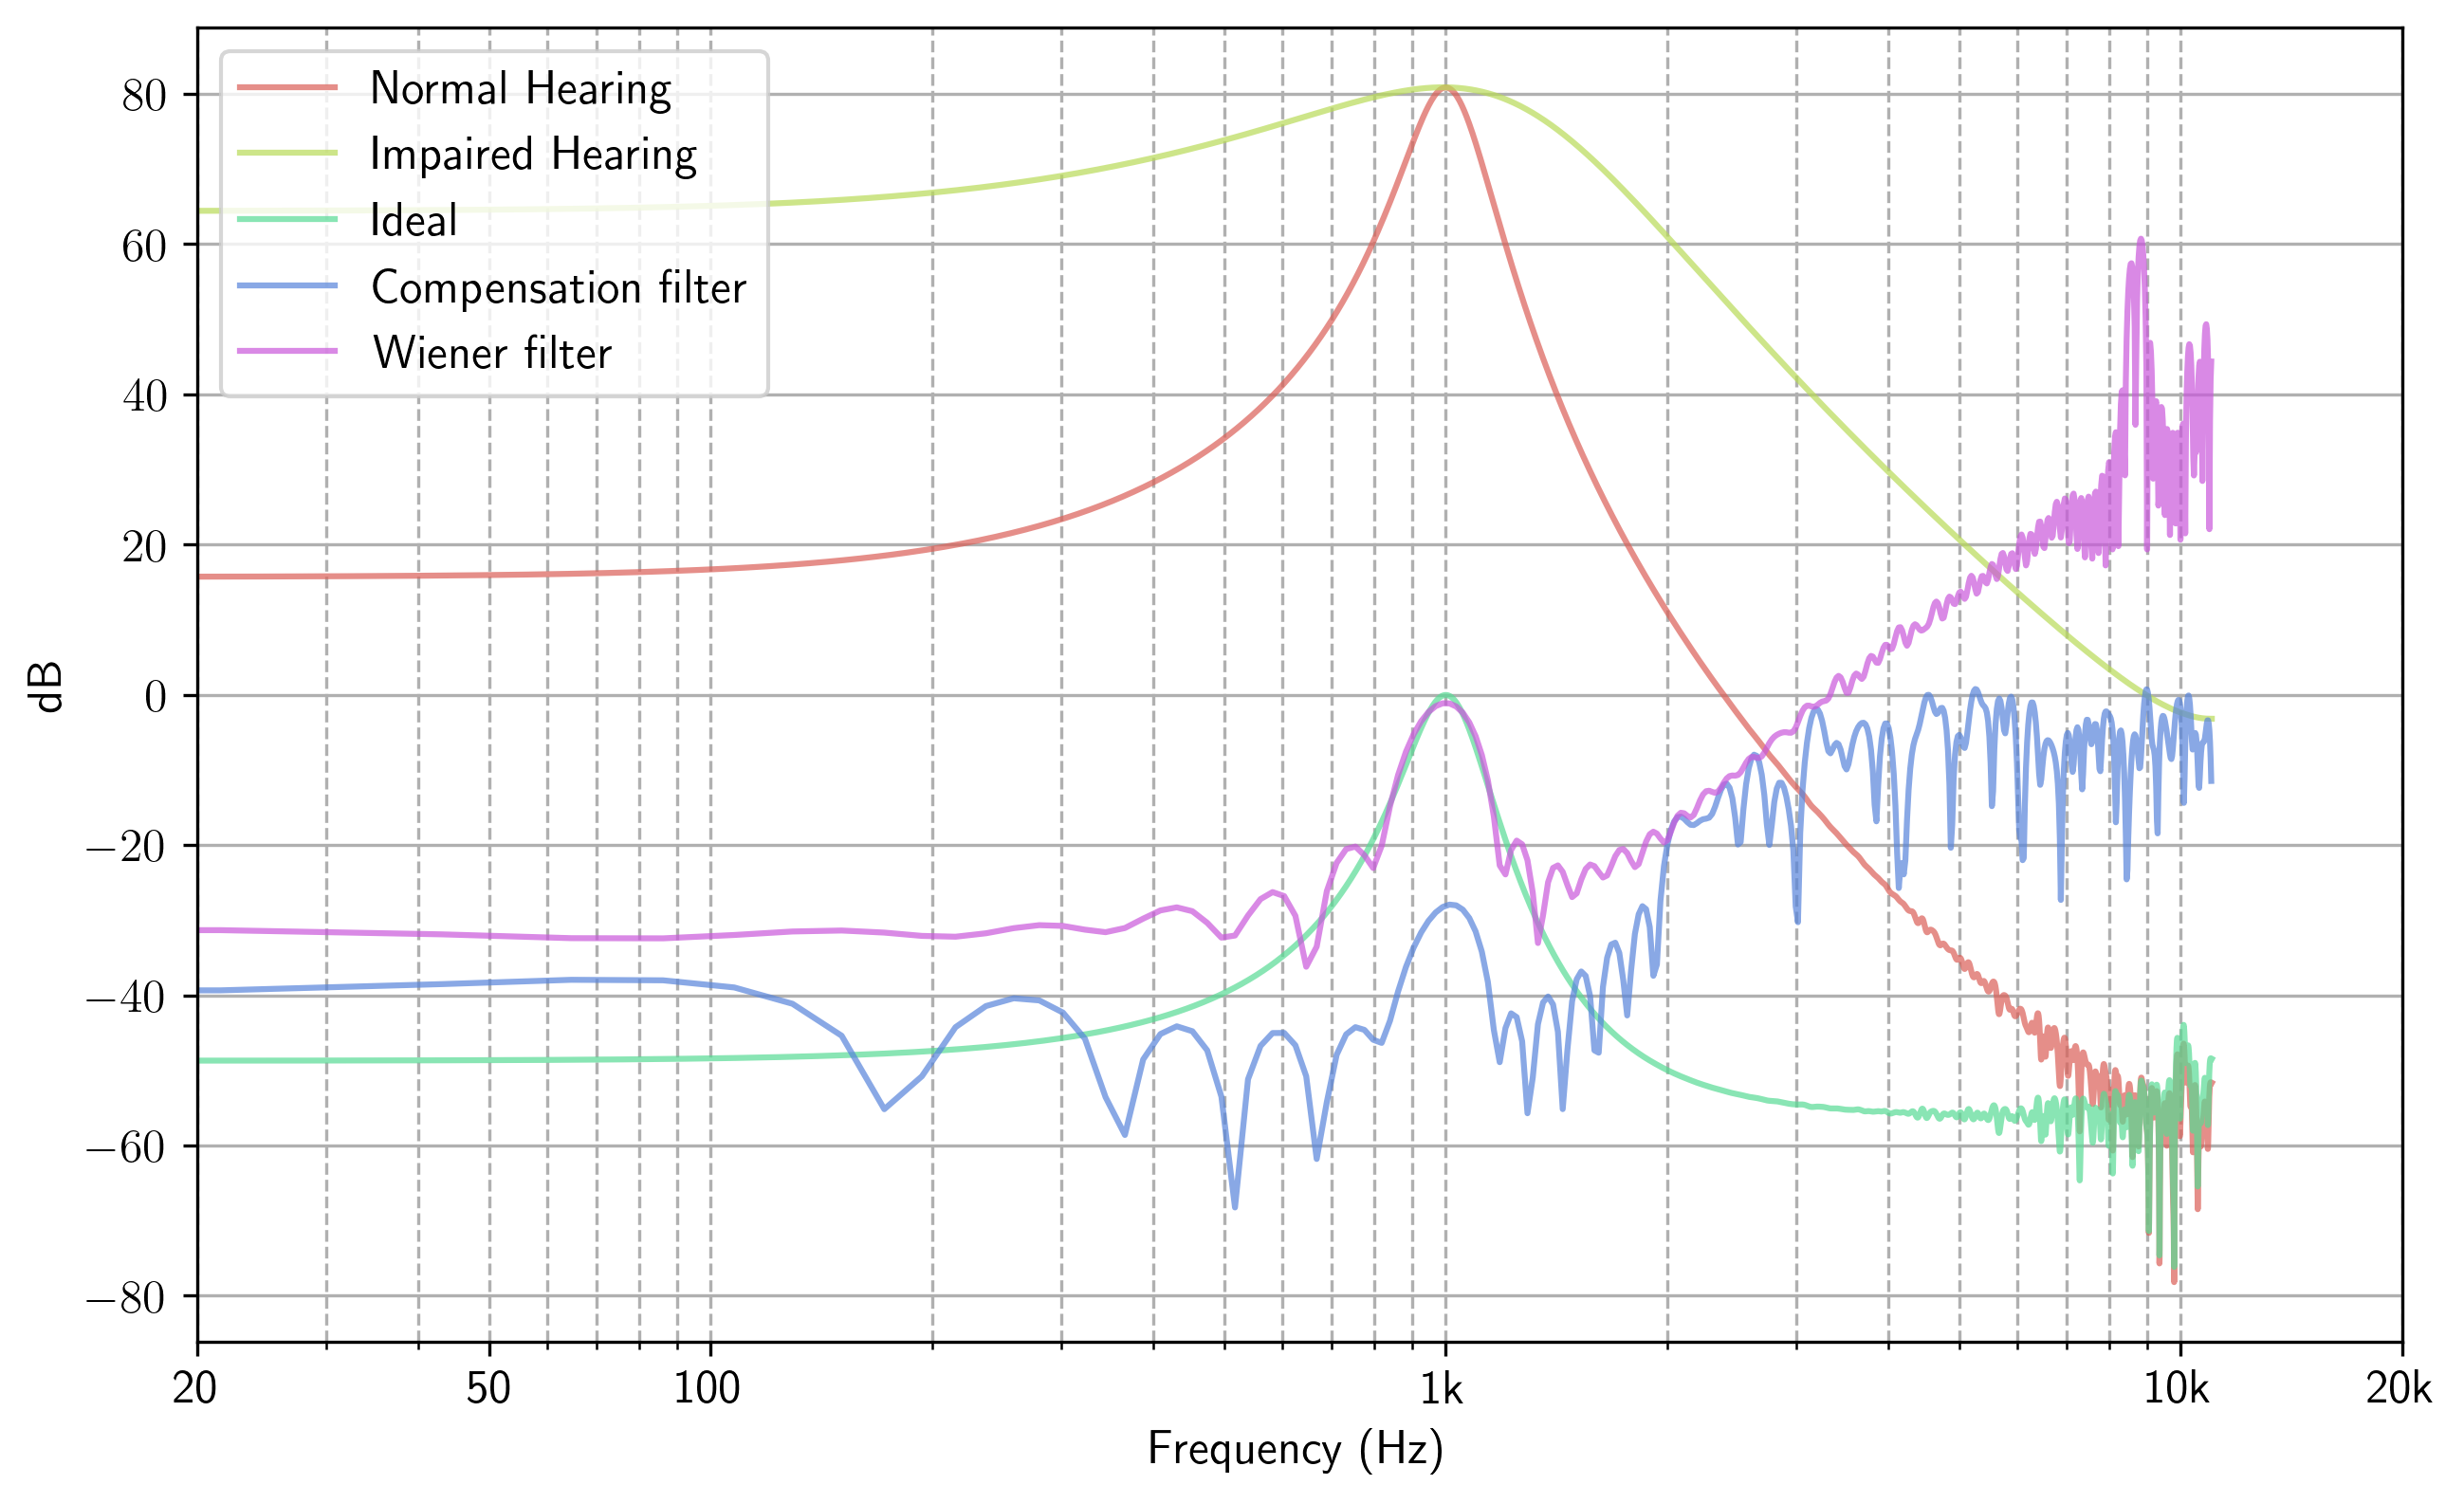 Normal Hearing
Impaired Hearing
Ideal
Compensation filter
Wiener filter
dB
80
60
40
20
0
−20
−40
−60
−80
20 50 100 1k 10k 20k
Frequency (Hz)